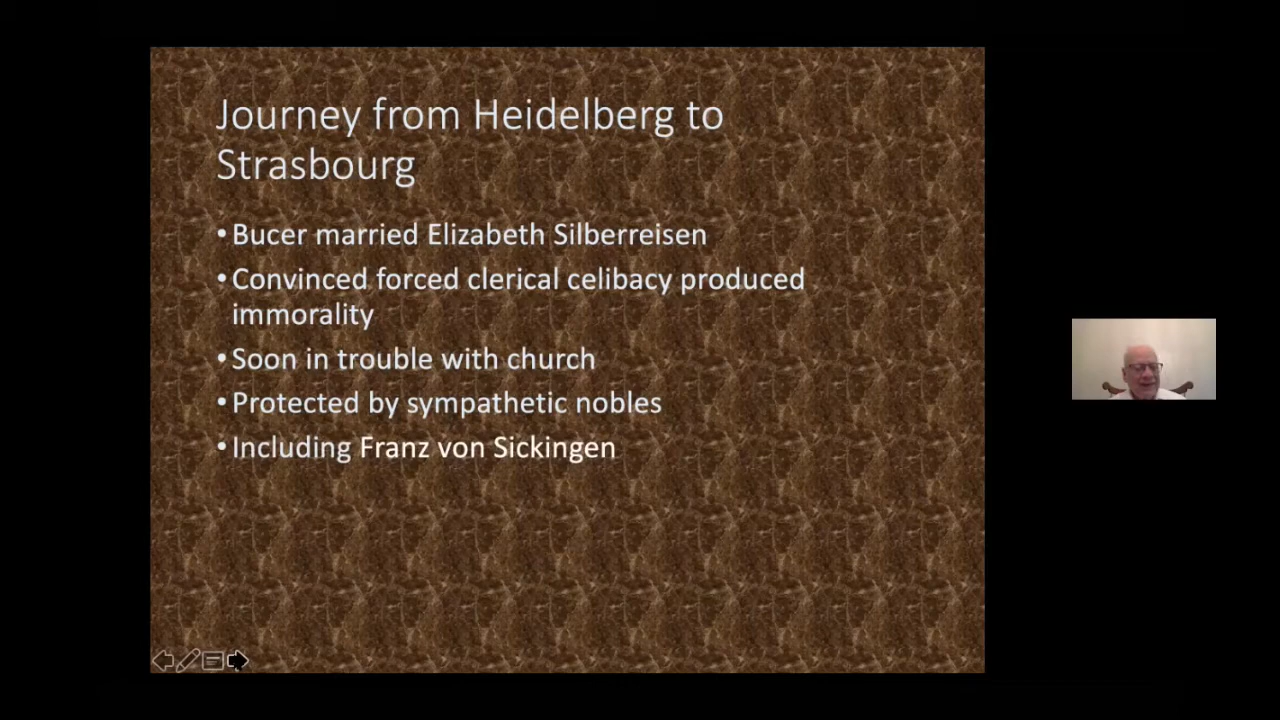 Journey from Heidelberg to
Strasbourg
•Bucer married Elizabeth Silberreisen
•Convinced forced clerical celibacy produced
immorality
•Soon in trouble with church
•Protected by sympathetic nobles
•Including Franz von Sickingen